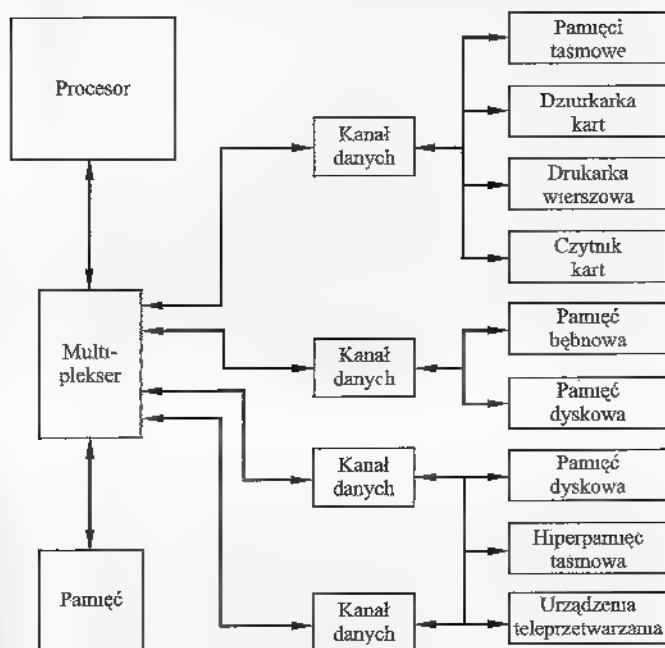 Procesor
Multi-
plekser
Pamięć
Kanał
danych
Kanał
danych
Kanał
danych
Kanał
danych
Pamięci
taśmowe
Dziurkarka
kart
Drukarka
wierszowa
Czytnik
kart
Pamięć
bębnowa
Pamięć
dyskowa
Pamięć
dyskowa
Hiperpamięć
taśmowa
Urządzenia
teleprzetwarzania